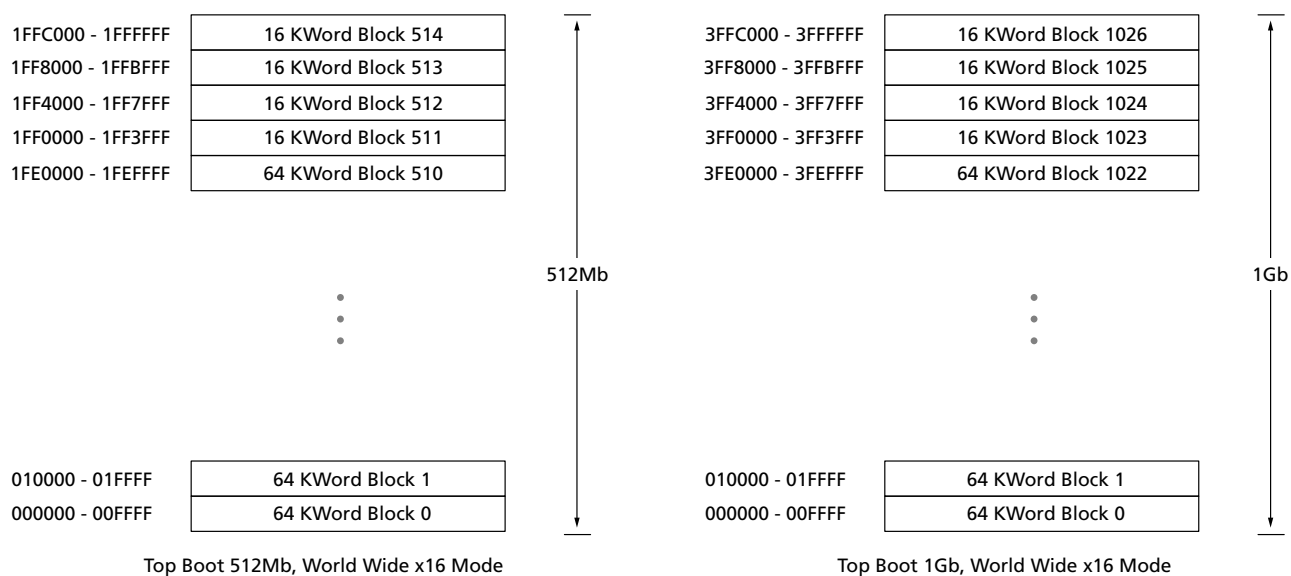 1FFC000 - 1FFFFFF 16 KWord Block 514
1FF8000 - 1FFBFFF 16 KWord Block 513
1FF4000 - 1FF7FFF 16 KWord Block 512
1FF0000 - 1FF3FFF 16 KWord Block 511
1FE0000 - 1FEFFFF 64 KWord Block 510
512Mb
010000 - 01FFFF 64 KWord Block 1
000000 - 00FFFF 64 KWord Block 0
Top Boot 512Mb, World Wide x16 Mode
3FFC000 - 3FFFFFF 16 KWord Block 1026
3FF8000 - 3FFBFFF 16 KWord Block 1025
3FF4000 - 3FF7FFF 16 KWord Block 1024
3FF0000 - 3FF3FFF 16 KWord Block 1023
3FE0000 - 3FEFFFF 64 KWord Block 1022
1Gb
010000 - 01FFFF 64 KWord Block 1
000000 - 00FFFF 64 KWord Block 0
Top Boot 1Gb, World Wide x16 Mode